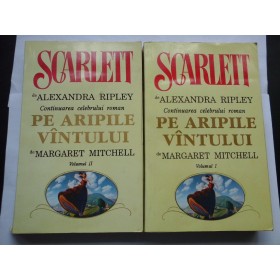 SCARLETT
de ALEXANDRA RIPLEY
Continuarea celebrului roman
PE ARIPILE
VÎNTULUI
de MARGARET MITCHELL
Volumul II
SCARLETT
de ALEXANDRA RIPLEY
Continuarea celebrului roman
PE ARIPILE
VÎNTULUI
de MARGARET MITCHELL
Volumul I